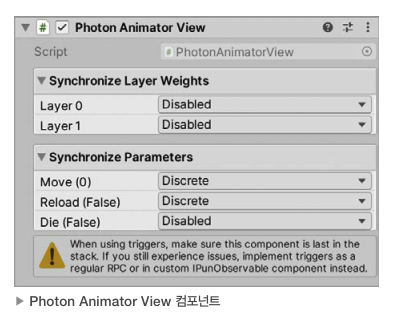 Photon Animator View
Script PhotonAnimatorView
Synchronize Layer Weights
Layer 0 Disabled
Layer 1 Disabled
Synchronize Parameters
Move (0) Discrete
Reload (False) Discrete
Die (False) Disabled
When using triggers, make sure this component is last in the
stack. If you still experience issues, implement triggers as a
regular RPC or in custom IPunObservable component instead.
▶ Photon Animator View 컴포넌트